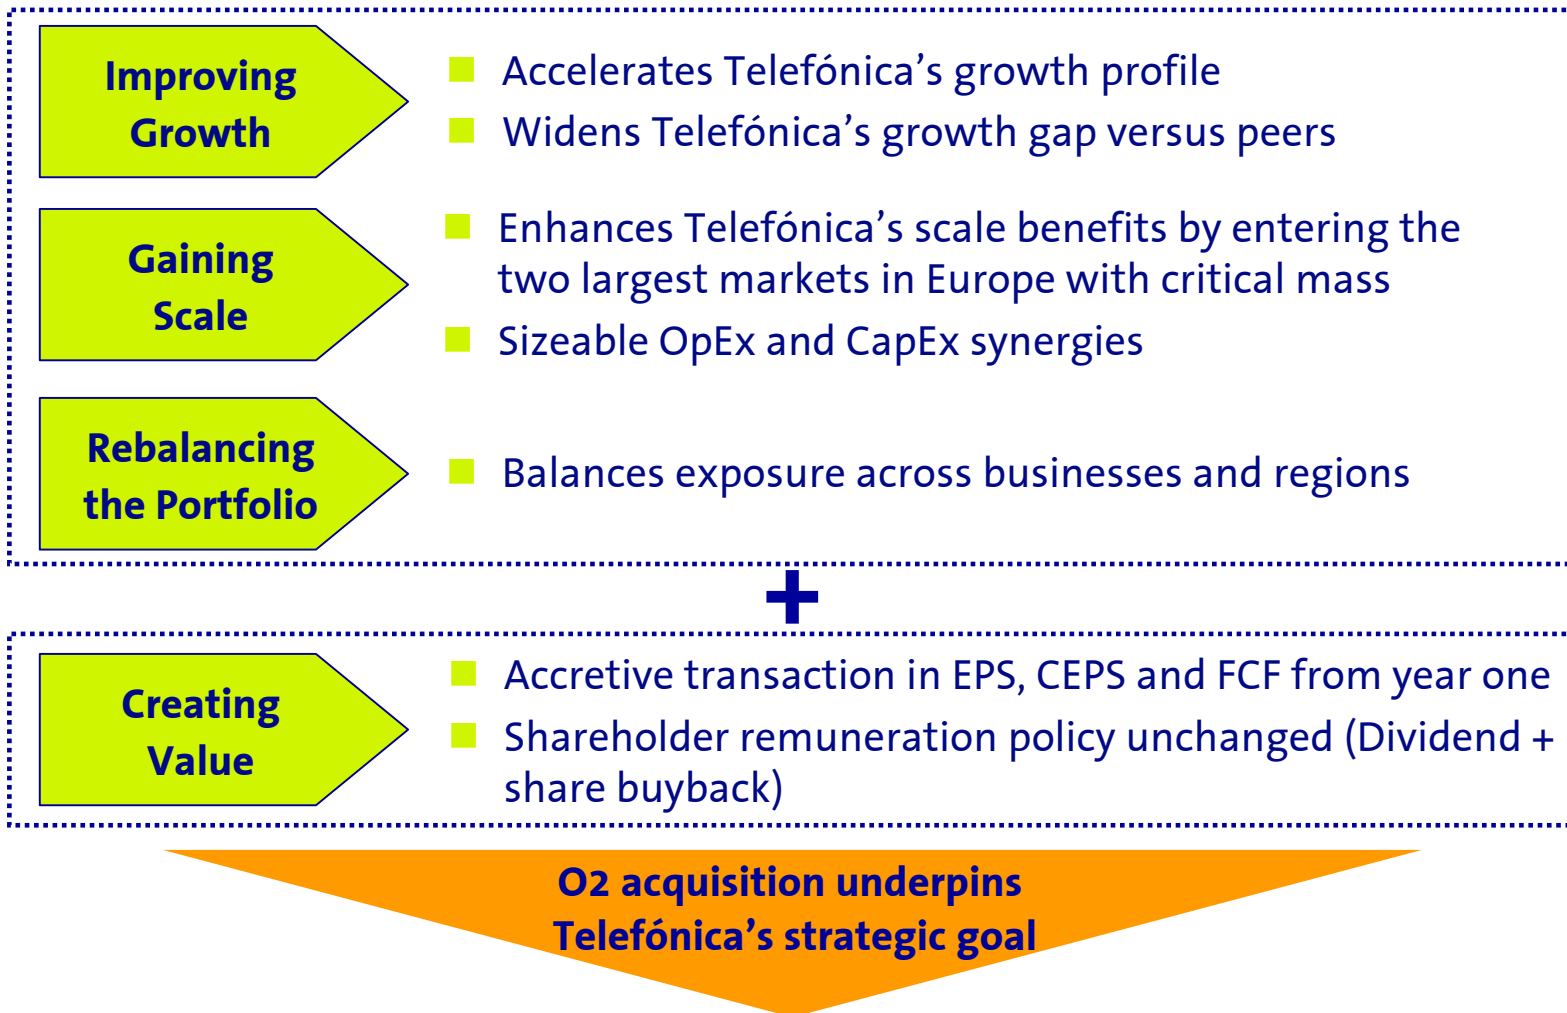 Improving
Growth
Accelerates Telefónica's growth profile
Widens Telefónica's growth gap versus peers
Gaining
Scale
Enhances Telefónica's scale benefits by entering the
two largest markets in Europe with critical mass
Sizeable OpEx and CapEx synergies
Rebalancing
the Portfolio
Balances exposure across businesses and regions
+
Creating
Value
Accretive transaction in EPS, CEPS and FCF from year one
Shareholder remuneration policy unchanged (Dividend +
share buyback)
O2 acquisition underpins
Telefónica's strategic goal